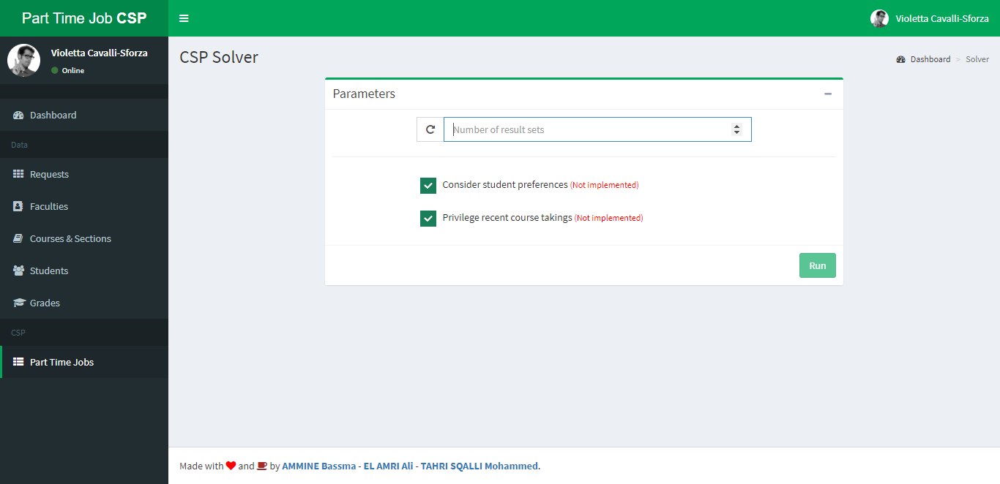 Part Time Job CSP
Violetta Cavalli-Sforza
Violetta Cavalli-Sforza
Online
Dashboard
Data
Requests
Faculties
Courses & Sections
Students
Grades
CSP
Part Time Jobs
CSP Solver
Dashboard > Solver
Parameters
Number of result sets
Consider student preferences (Not implemented)
Privilege recent course takings (Not implemented)
Run
Made with and by AMMINE Bassma - EL AMRI Ali - TAHRI SQALLI Mohammed.